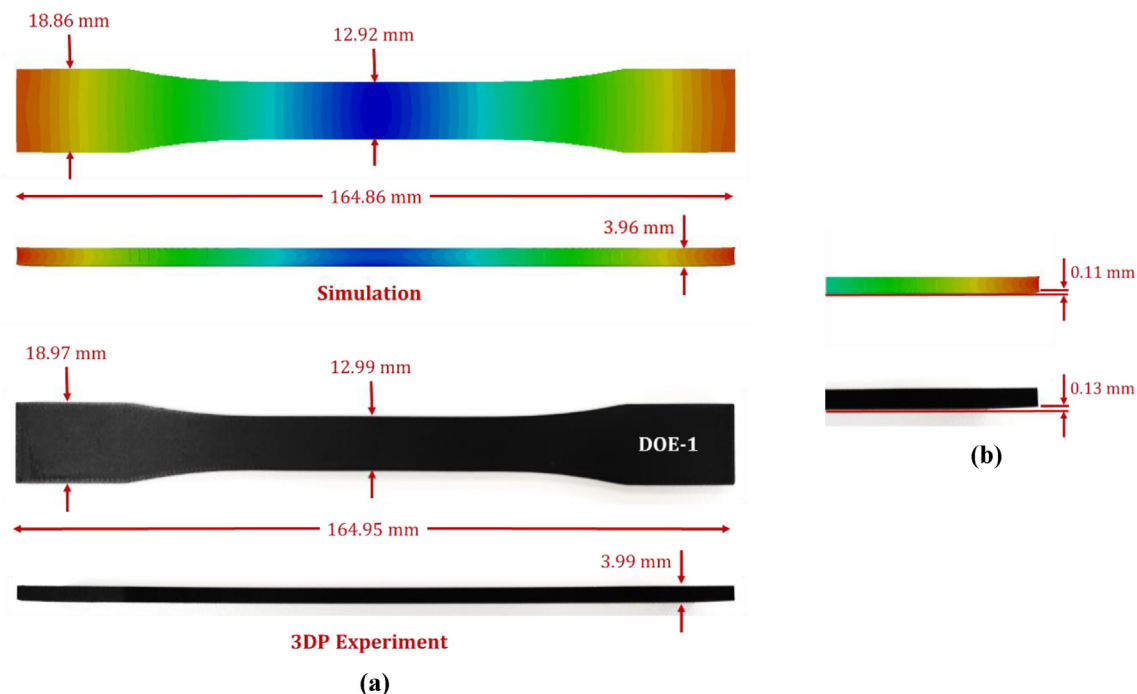 18.86 mm
12.92 mm
164.86 mm
3.96 mm
Simulation
18.97 mm
12.99 mm
DOE-1
164.95 mm
3.99 mm
3DP Experiment
(a)
0.11 mm
0.13 mm
(b)